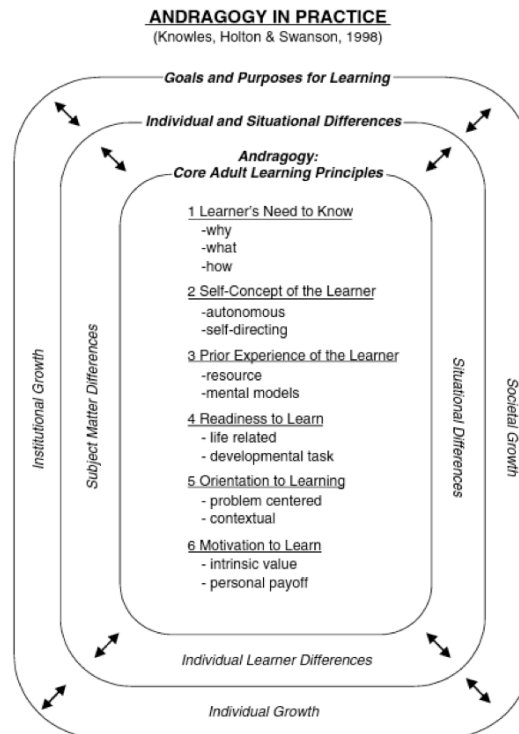 ANDRAGOGY IN PRACTICE
(Knowles, Holton & Swanson, 1998)
Goals and Purposes for Learning
Individual and Situational Differences
Andragogy:
Core Adult Learning Principles
1 Learner's Need to Know
-why
-what
-how
2 Self-Concept of the Learner
-autonomous
-self-directing
3 Prior Experience of the Learner
-resource
-mental models
4 Readiness to Learn
- life related
- developmental task
5 Orientation to Learning
- problem centered
- contextual
6 Motivation to Learn
- intrinsic value
- personal payoff
Institutional Growth
Subject Matter Differences
Situational Differences
Societal Growth
Individual Learner Differences
Individual Growth